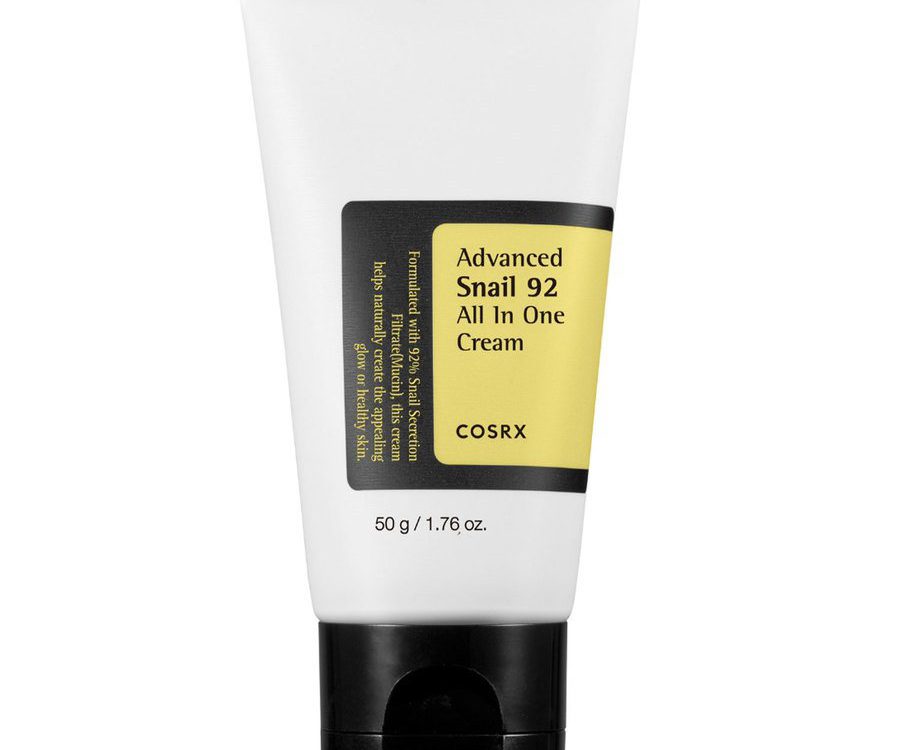 Advanced
Snail 92
All In One
Cream
COSRX
Formulated with 92% Snail Secretion
Filtrate(Mucin), this cream
helps naturally create the appealing
glow or healthy skin.
50 g / 1.76 oz.